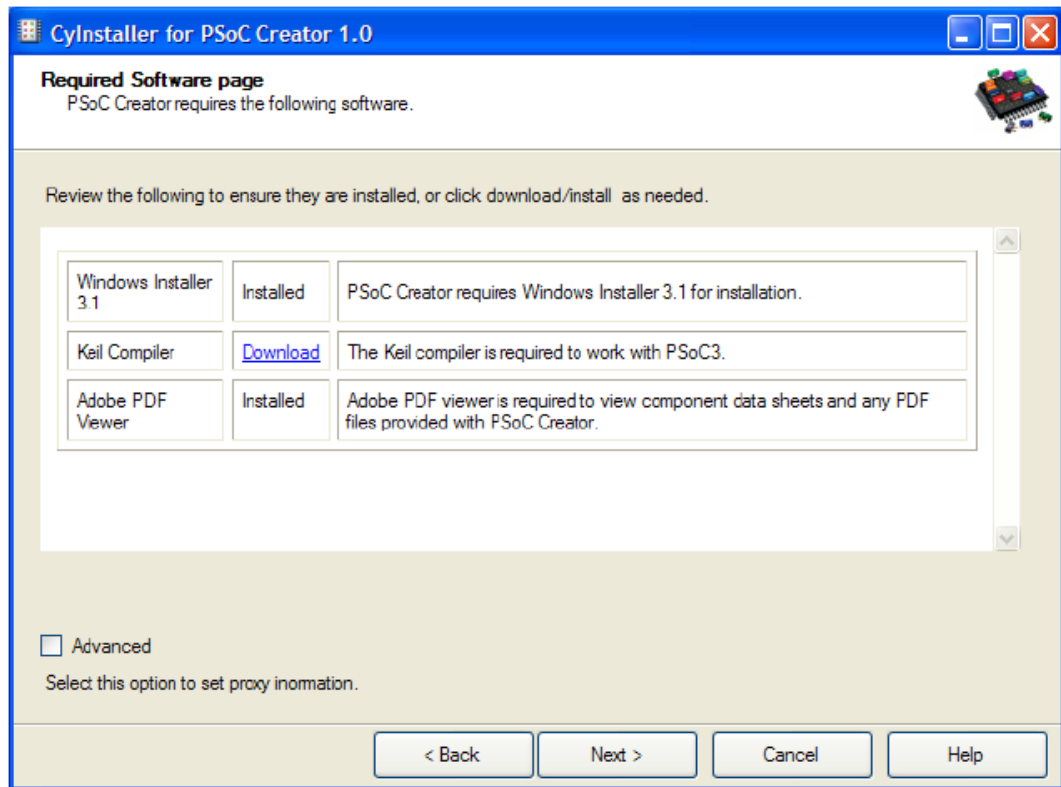 CyInstaller for PSoC Creator 1.0
Required Software page
PSoC Creator requires the following software.
Review the following to ensure they are installed, or click download/install as needed.
Windows Installer
3.1
Installed
PSoC Creator requires Windows Installer 3.1 for installation.
Keil Compiler
Download
The Keil compiler is required to work with PSoC3.
Adobe PDF
Viewer
Installed
Adobe PDF viewer is required to view component data sheets and any PDF
files provided with PSoC Creator.
Advanced
Select this option to set proxy inormation.
< Back
Next >
Cancel
Help